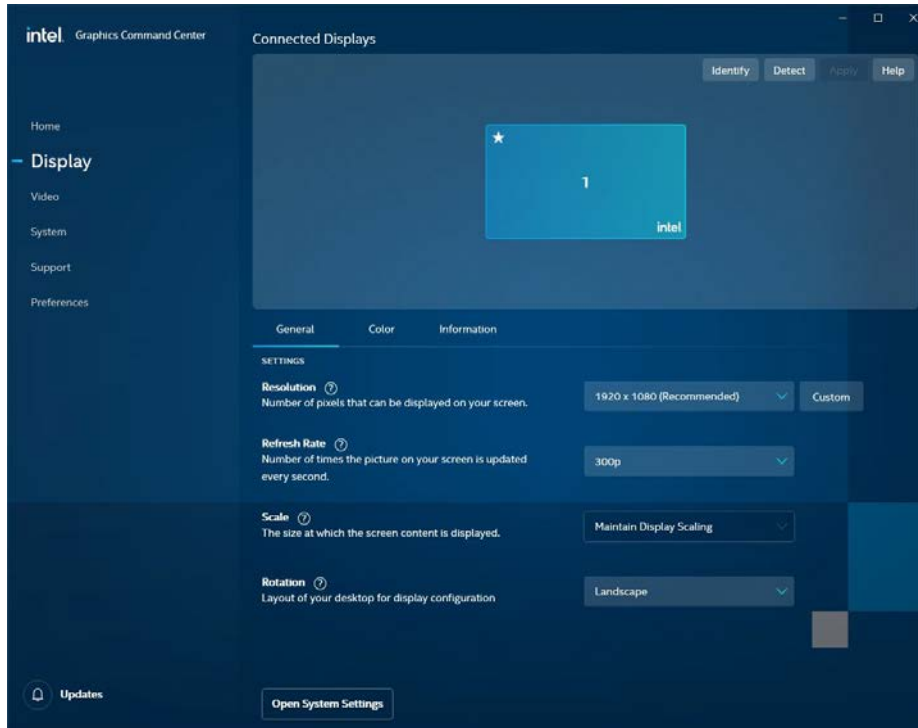 intel. Graphics Command Center
Home
Display
Video
System
Support
Preferences
Updates
Connected Displays
Identify Detect Apply Help
1
intel
General Color Information
SETTINGS
Resolution ?
Number of pixels that can be displayed on your screen.
1920 x 1080 (Recommended)
Custom
Refresh Rate ?
Number of times the picture on your screen is updated
every second.
300p
Scale ?
The size at which the screen content is displayed.
Maintain Display Scaling
Rotation ?
Layout of your desktop for display configuration
Landscape
Open System Settings